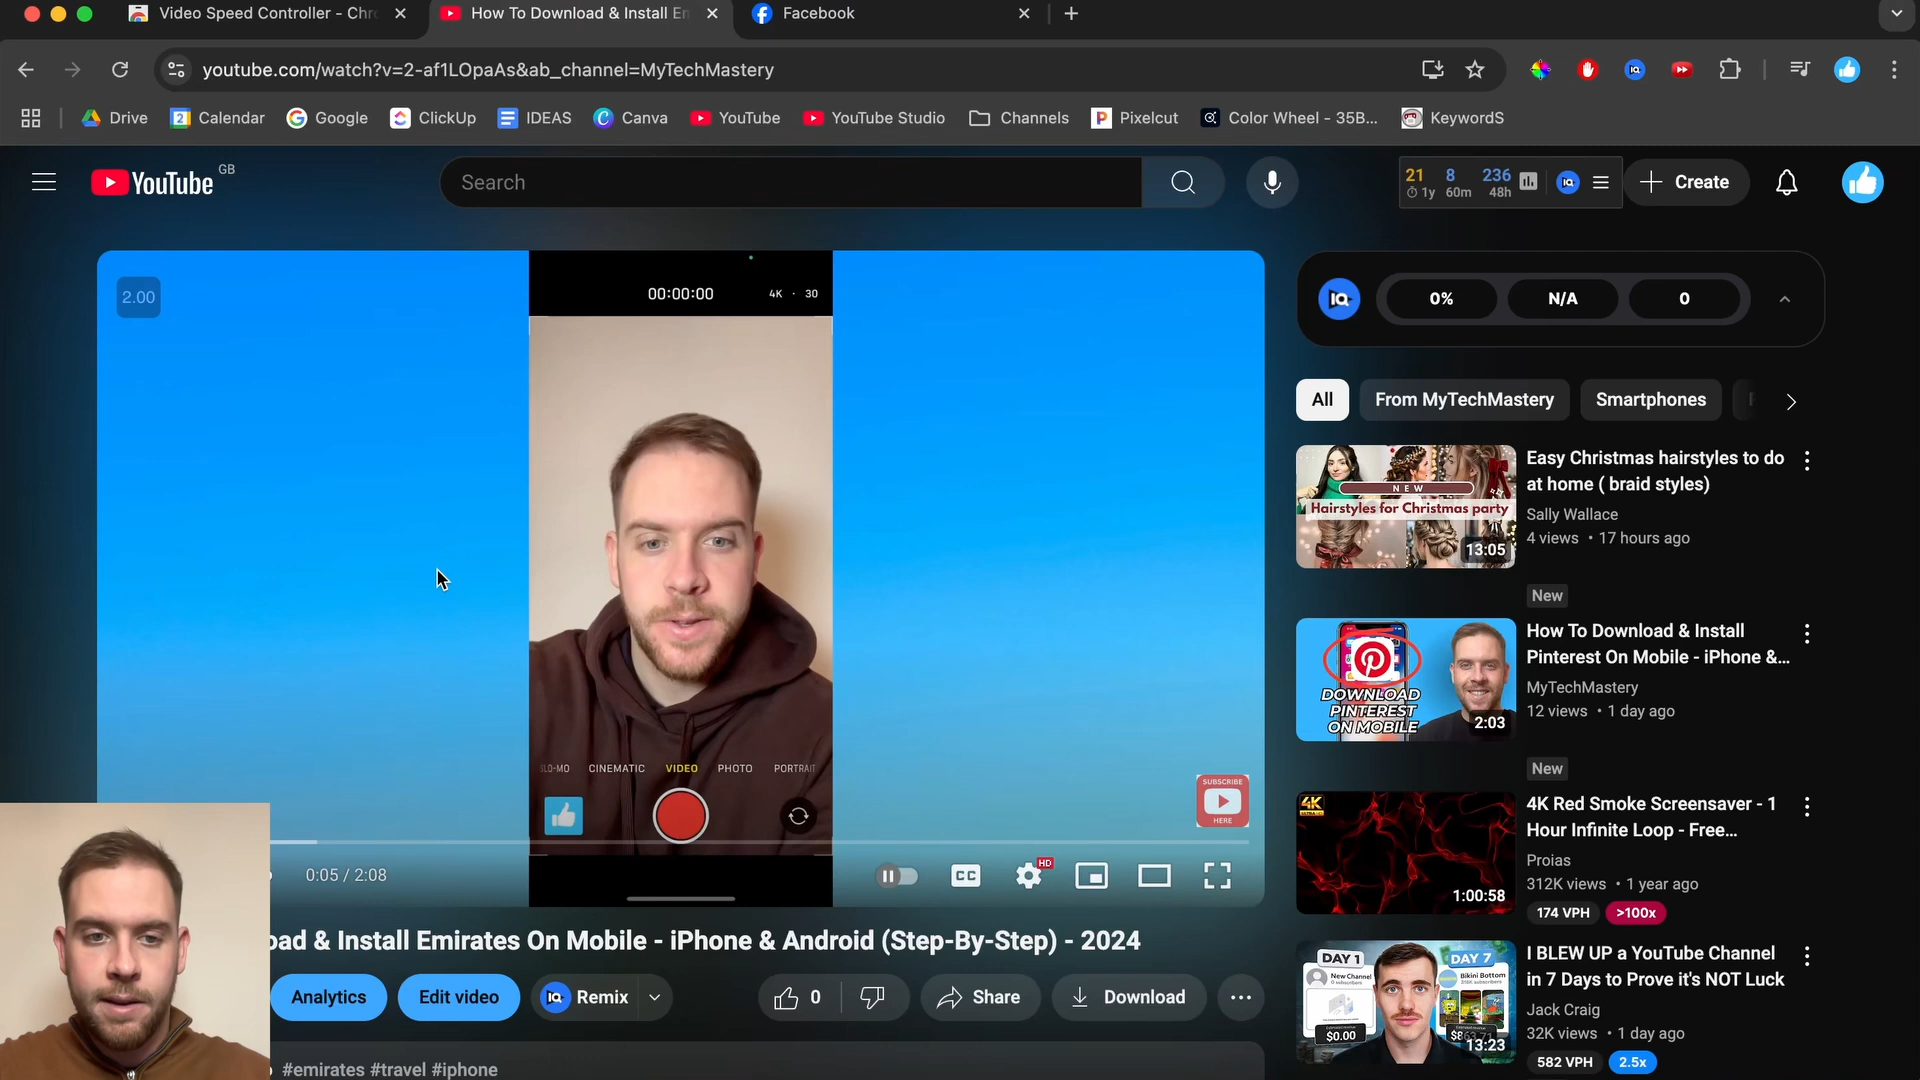 Video Speed Controller - Chr
How To Download & Install En
Facebook
youtube.com/watch?v=2-af1LOpaAs&ab_channel=MyTechMastery
Drive
Calendar
Google
ClickUp
IDEAS
Canva
YouTube
YouTube Studio
Channels
Pixelcut
Color Wheel - 35B...
KeywordS
YouTube GB
Search
21 8 236
1y 60m 48h
Create
2.00
00:00:00
4K · 30
SLO-MO CINEMATIC VIDEO PHOTO PORTRAIT
SUBSCRIBE
HERE
0:05 / 2:08
CC
HD
oad & Install Emirates On Mobile - iPhone & Android (Step-By-Step) - 2024
Analytics
Edit video
Remix
0
Share
Download
#emirates #travel #iphone
IQ
0%
N/A
0
All
From MyTechMastery
Smartphones
NEW
Hairstyles for Christmas party
13:05
Easy Christmas hairstyles to do
at home ( braid styles)
Sally Wallace
4 views • 17 hours ago
New
DOWNLOAD
PINTEREST
ON MOBILE
2:03
How To Download & Install
Pinterest On Mobile - iPhone &...
MyTechMastery
12 views • 1 day ago
New
4K
1:00:58
4K Red Smoke Screensaver - 1
Hour Infinite Loop - Free...
Proias
312K views • 1 year ago
174 VPH
>100x
DAY 1
New Channel
$0.00
DAY 7
Bikini Bottom
13:23
I BLEW UP a YouTube Channel
in 7 Days to Prove it's NOT Luck
Jack Craig
32K views • 1 day ago
582 VPH
2.5x